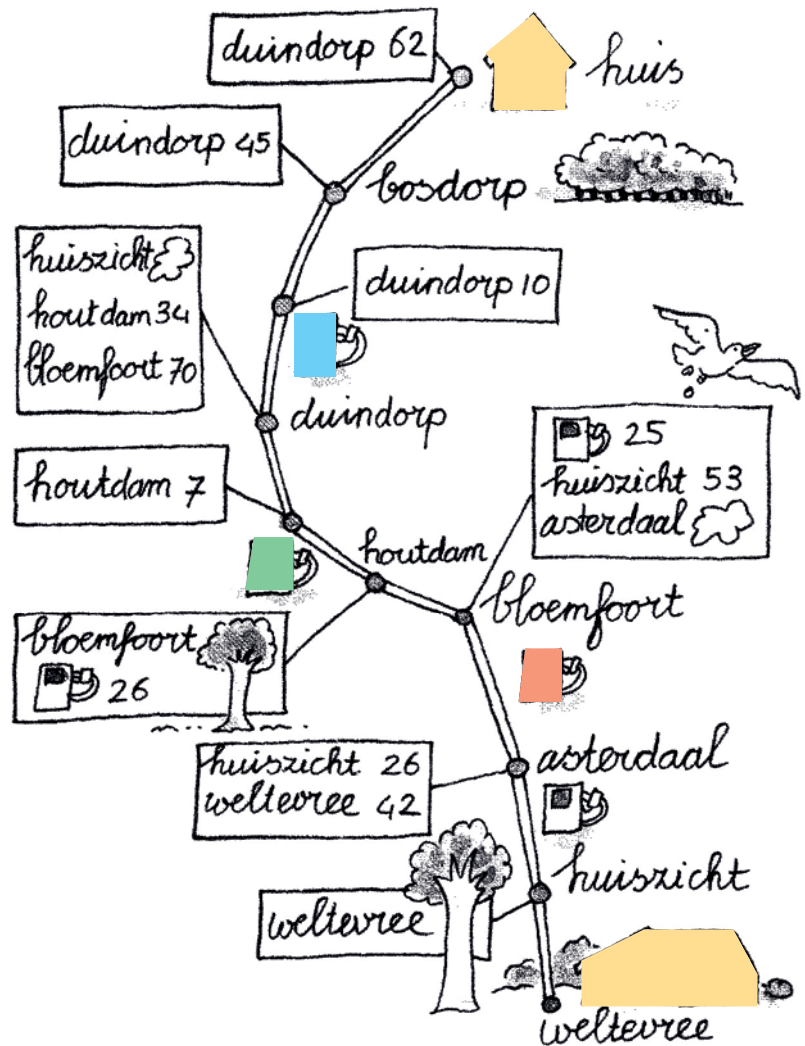 duindorp 62
huis
duindorp 45
bosdorp
huiszicht
houtdam 34
bloemfoort 70
duindorp 10
duindorp
25
huiszicht 53
asterdaal
houtdam 7
houtdam
bloemfoort
bloemfoort
26
huiszicht 26
weltevree 42
asterdaal
huiszicht
weltevree
weltevree